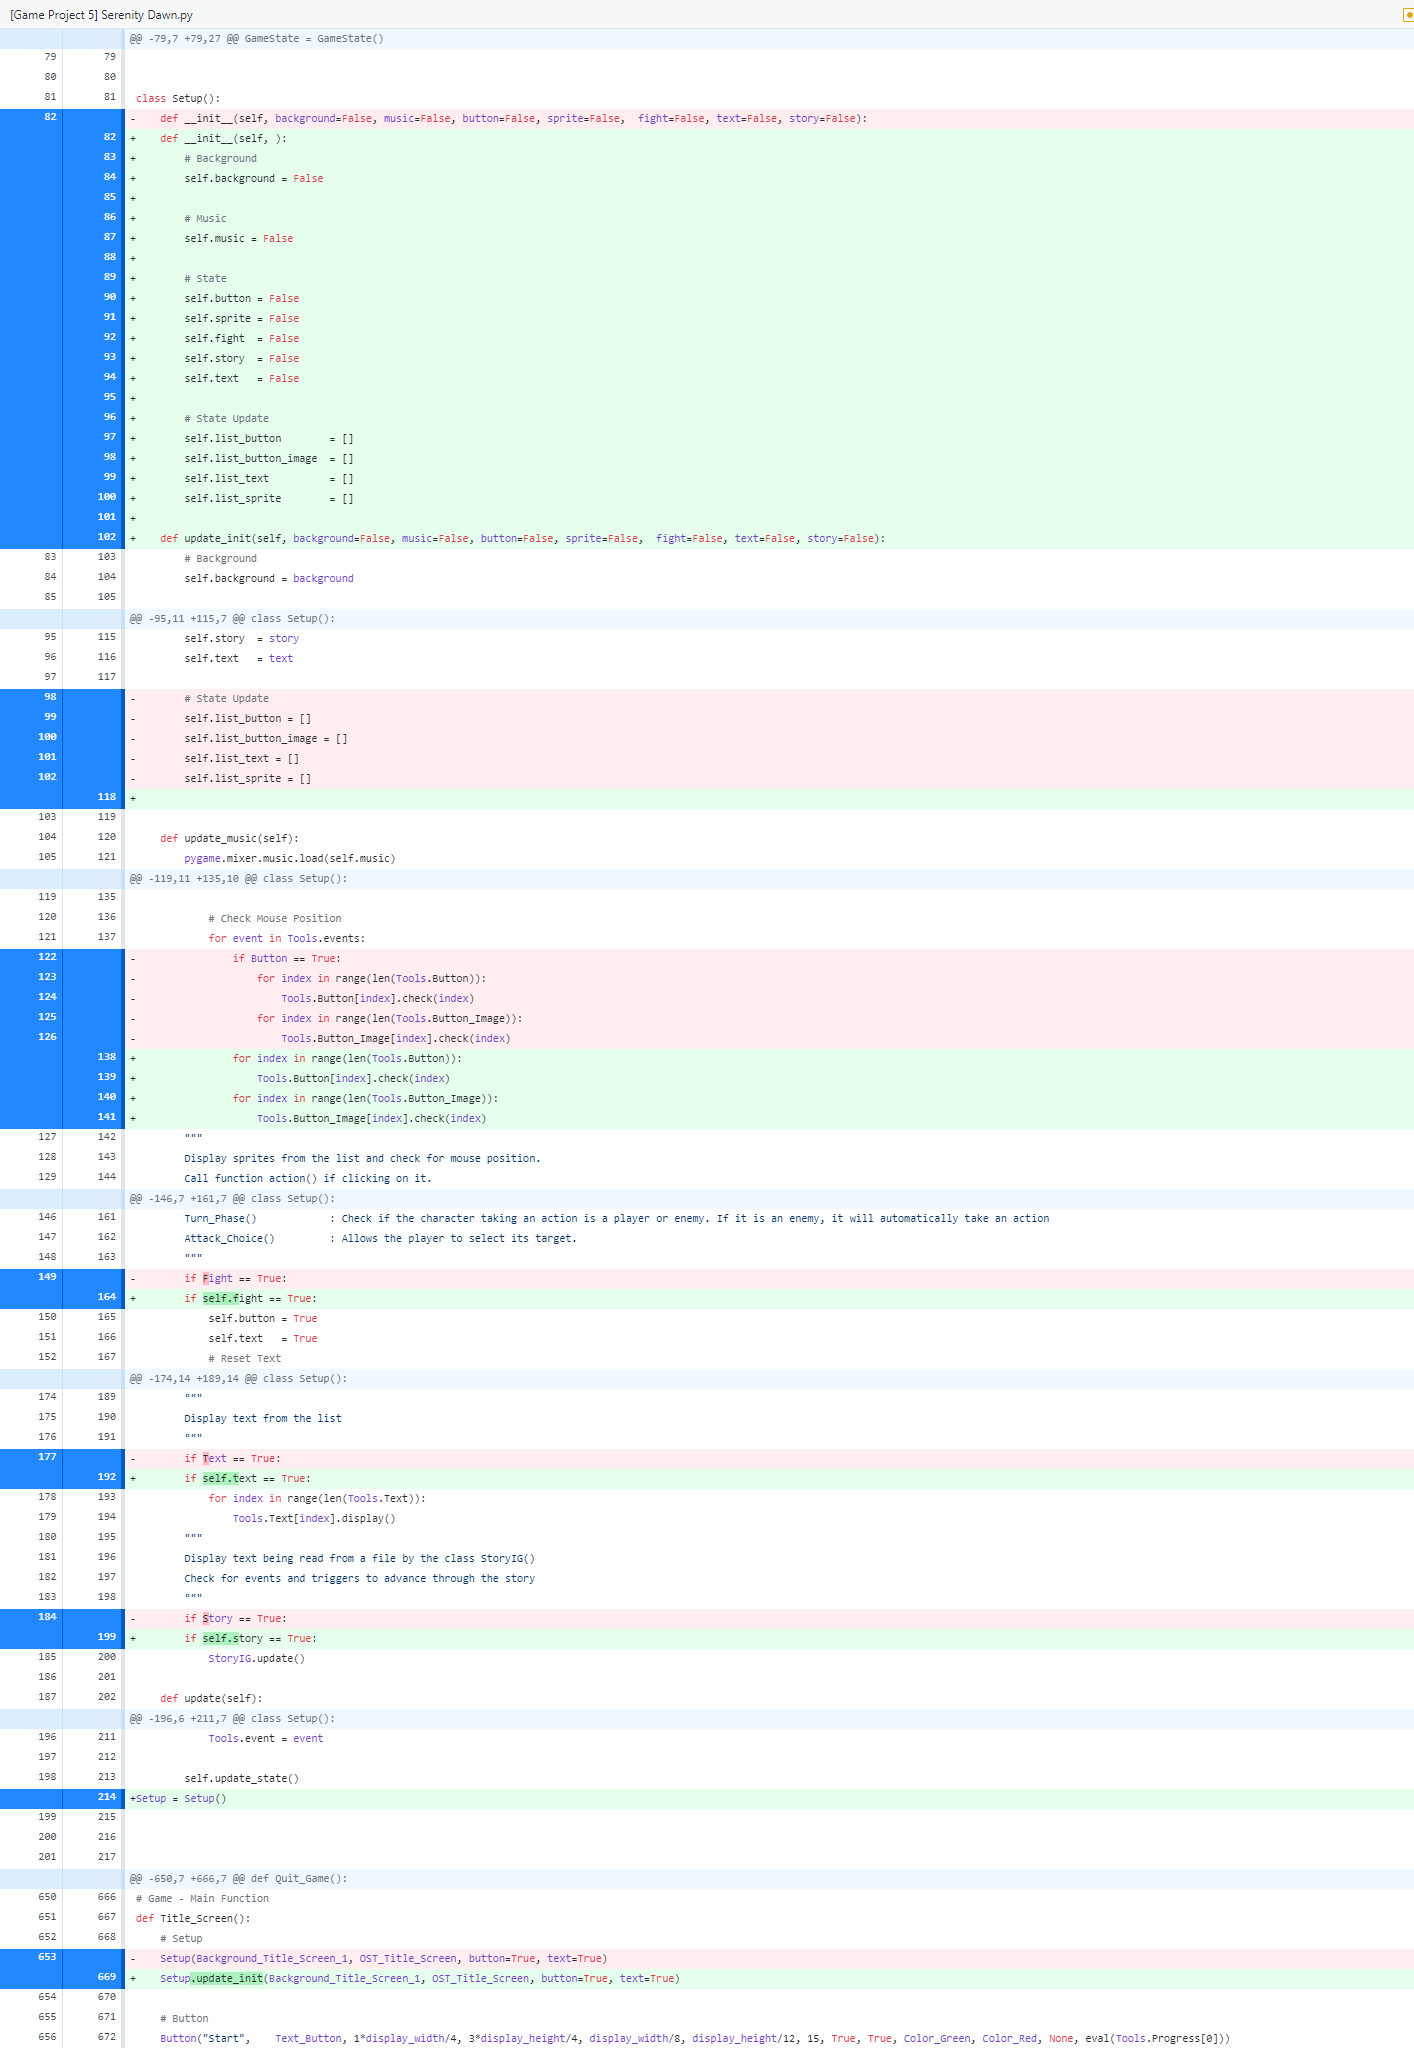 [Game Project 5] Serenity Dawn.py
@@ -79,7 +79,27 @@ GameState = GameState()
79 79
80 80
81 81 class Setup():
82 - def __init__(self, background=False, music=False, button=False, sprite=False,  fight=False, text=False, story=False):
82 + def __init__(self, ):
83 + # Background
84 + self.background = False
85 +
86 + # Music
87 + self.music = False
88 +
89 + # State
90 + self.button = False
91 + self.sprite = False
92 + self.fight  = False
93 + self.story  = False
94 + self.text   = False
95 +
96 + # State Update
97 + self.list_button        = []
98 + self.list_button_image  = []
99 + self.list_text          = []
100 + self.list_sprite        = []
101 +
102 + def update_init(self, background=False, music=False, button=False, sprite=False,  fight=False, text=False, story=False):
83 103 # Background
84 104 self.background = background
85 105
@@ -95,11 +115,7 @@ class Setup():
95 115 self.story  = story
96 116 self.text   = text
97 117
98 - # State Update
99 - self.list_button = []
100 - self.list_button_image = []
101 - self.list_text = []
102 - self.list_sprite = []
118 +
103 119
104 120 def update_music(self):
105 121 pygame.mixer.music.load(self.music)
@@ -119,11 +135,10 @@ class Setup():
119 135
120 136 # Check Mouse Position
121 137 for event in Tools.events:
122 - if Button == True:
123 - for index in range(len(Tools.Button)):
124 - Tools.Button[index].check(index)
125 - for index in range(len(Tools.Button_Image)):
126 - Tools.Button_Image[index].check(index)
138 + for index in range(len(Tools.Button)):
139 + Tools.Button[index].check(index)
140 + for index in range(len(Tools.Button_Image)):
141 + Tools.Button_Image[index].check(index)
127 142 """
128 143 Display sprites from the list and check for mouse position.
129 144 Call function action() if clicking on it.
@@ -146,7 +161,7 @@ class Setup():
146 161 Turn_Phase()            : Check if the character taking an action is a player or enemy. If it is an enemy, it will automatically take an action
147 162 Attack_Choice()         : Allows the player to select its target.
148 163 """
149 - if Fight == True:
164 + if self.fight == True:
150 165 self.button = True
151 166 self.text   = True
152 167 # Reset Text
@@ -174,14 +189,14 @@ class Setup():
174 189 """
175 190 Display text from the list
176 191 """
177 - if Text == True:
192 + if self.text == True:
178 193 for index in range(len(Tools.Text)):
179 194 Tools.Text[index].display()
180 195 """
181 196 Display text being read from a file by the class StoryIG()
182 197 Check for events and triggers to advance through the story
183 198 """
184 - if Story == True:
199 + if self.story == True:
185 200 StoryIG.update()
186 201
187 202 def update(self):
@@ -196,6 +211,7 @@ class Setup():
196 211 Tools.event = event
197 212
198 213 self.update_state()
214 +Setup = Setup()
199 215
200 216
201 217
@@ -650,7 +666,7 @@ def Quit_Game():
650 666 # Game - Main Function
651 667 def Title_Screen():
652 668 # Setup
653 - Setup(Background_Title_Screen_1, OST_Title_Screen, button=True, text=True)
669 + Setup.update_init(Background_Title_Screen_1, OST_Title_Screen, button=True, text=True)
654 670
655 671 # Button
656 672 Button("Start",    Text_Button, 1*display_width/4, 3*display_height/4, display_width/8, display_height/12, 15, True, True, Color_Green, Color_Red, None, eval(Tools.Progress[0]))